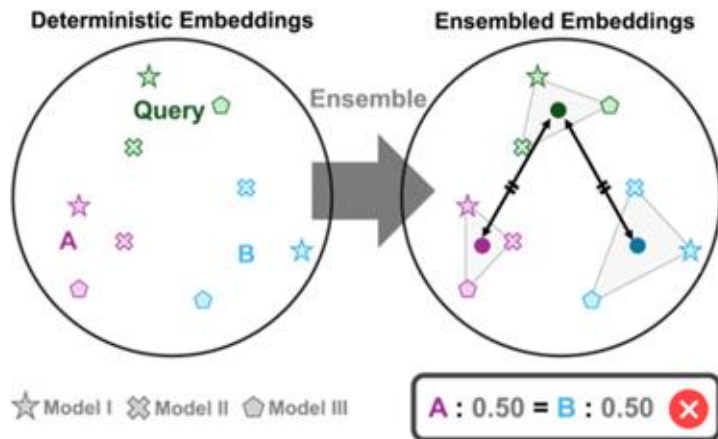 Deterministic Embeddings
Ensembled Embeddings
Query
A
B
Ensemble
Model I
Model II
Model III
A : 0.50 = B : 0.50